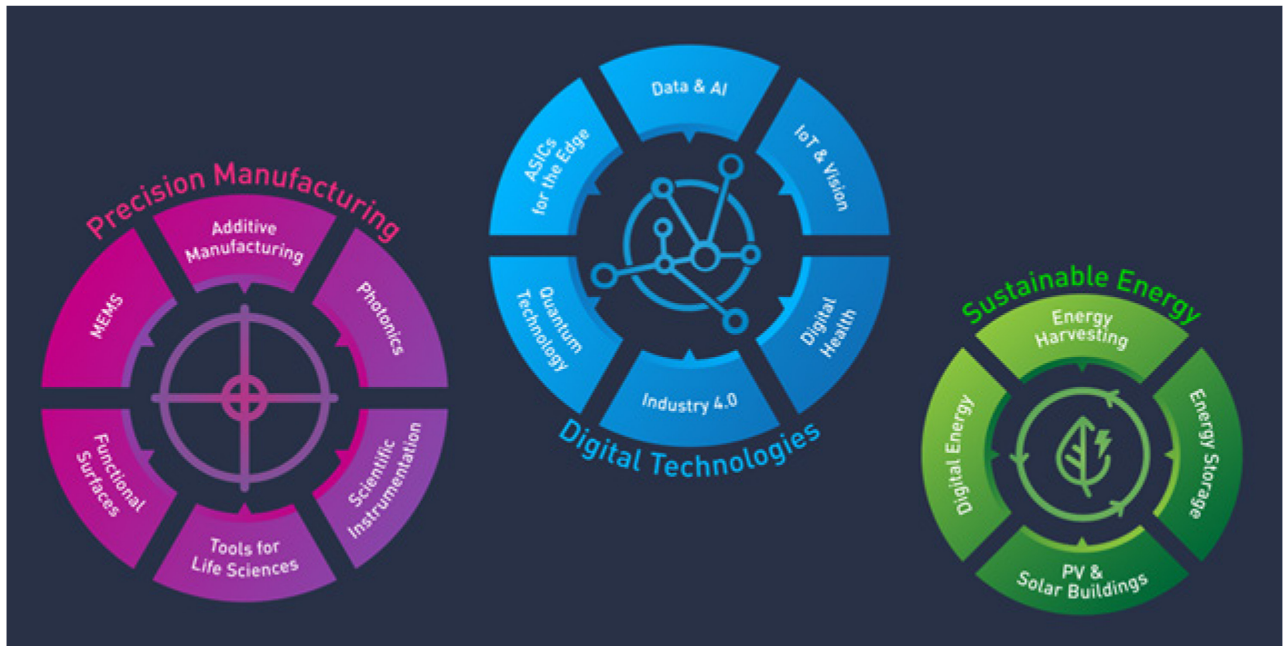 Precision Manufacturing
Additive
Manufacturing
Photonics
Scientific
Instrumentation
Tools for
Life Sciences
Functional
Surfaces
MEMS
Data & AI
IoT & Vision
Digital
Health
Industry 4.0
Quantum
Technology
ASICs
for the Edge
Digital Technologies
Sustainable Energy
Energy
Harvesting
Energy Storage
PV &
Solar Buildings
Digital Energy